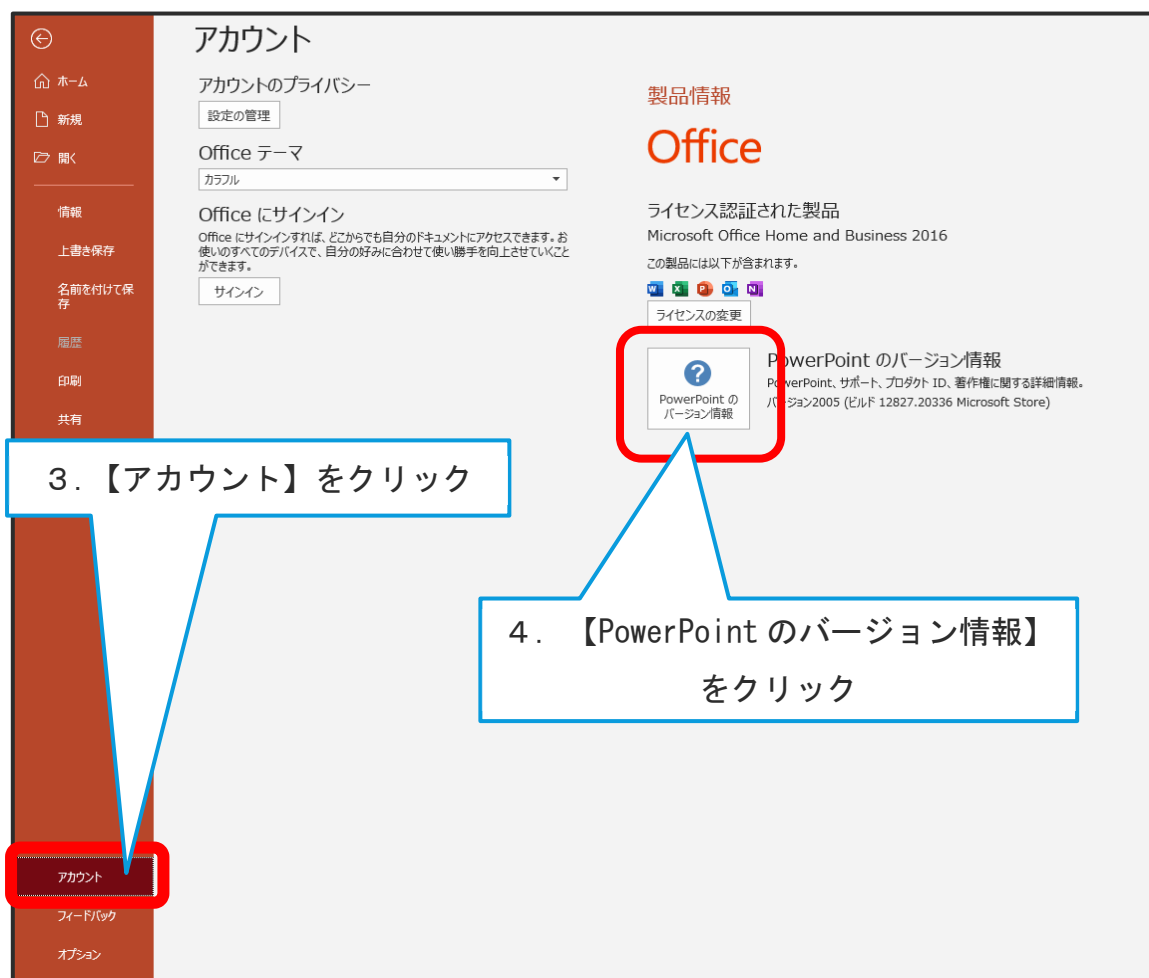 アカウント
ホーム
新規
開く
情報
上書き保存
名前を付けて保
存
履歴
印刷
共有
アカウントのプライバシー
設定の管理
Office テーマ
カラフル
Office にサインイン
Office にサインインすれば、どこからでも自分のドキュメントにアクセスできます。お
使いのすべてのデバイスで、自分の好みに合わせて使い勝手を向上させていくこと
ができます。
サインイン
製品情報
Office
ライセンス認証された製品
Microsoft Office Home and Business 2016
この製品には以下が含まれます。
ライセンスの変更
PowerPoint の
バージョン情報
PowerPoint のバージョン情報
PowerPoint、サポート、プロダクト ID、著作権に関する詳細情報。
バージョン2005 (ビルド 12827.20336 Microsoft Store)
３．【アカウント】をクリック
４．【PowerPoint のバージョン情報】
をクリック
アカウント
フィードバック
オプション